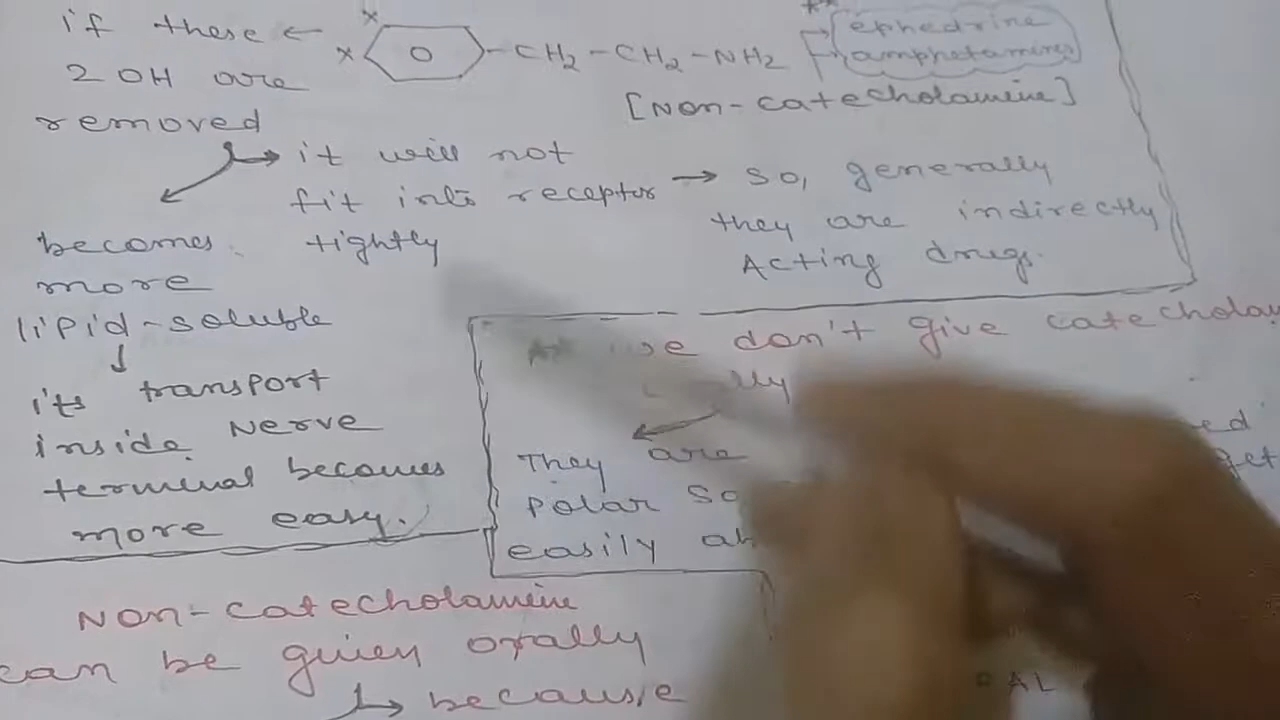 if these ←
2 OH are
removed
x
x
O -CH2-CH2-NH2
**
ephedrine
amphetamines
[Non-catecholamine]
it will not
fit into receptor
tightly
→ so, generally
they are indirectly
Acting drugs.
becomes
more
lipid-soluble
↓
its transport
inside Nerve
terminal becomes
more easy.
don't give
They are
polar so
easily
Non-catecholamine
can be given orally
↳ because